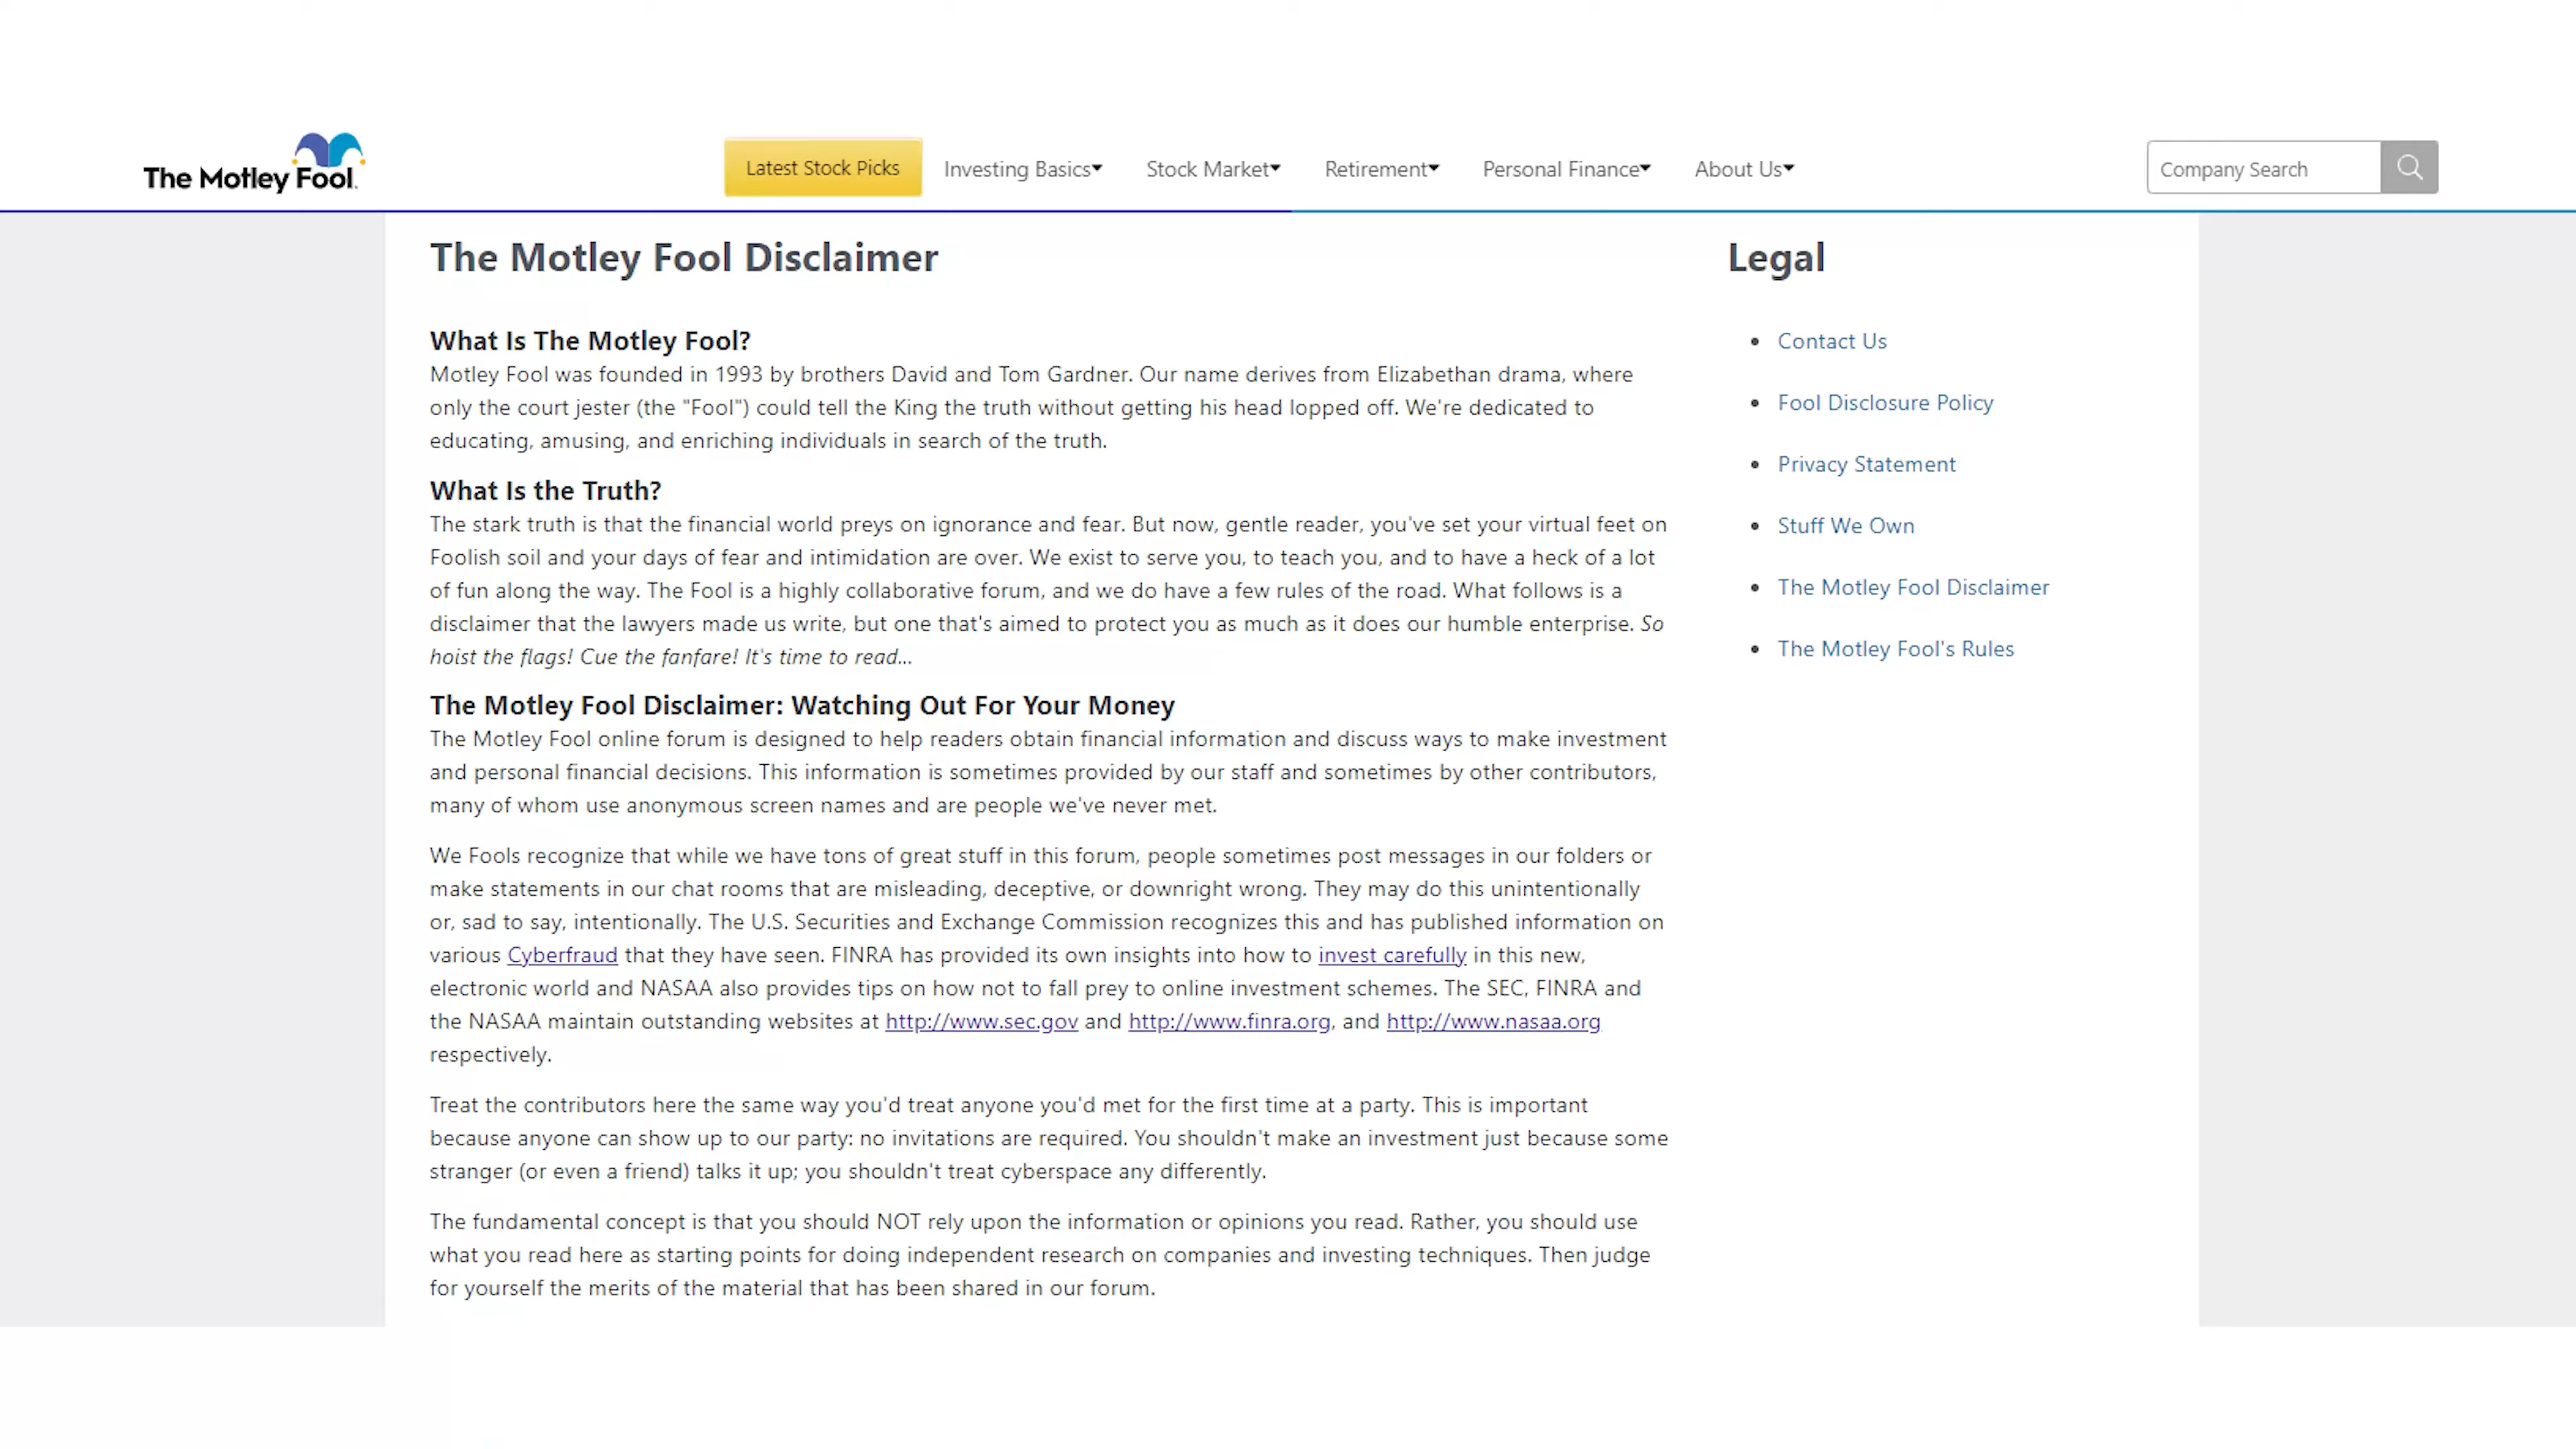 The Motley Fool.
Latest Stock Picks
Investing Basics
Stock Market
Retirement
Personal Finance
About Us
Company Search
The Motley Fool Disclaimer
What Is The Motley Fool?
Motley Fool was founded in 1993 by brothers David and Tom Gardner. Our name derives from Elizabethan drama, where
only the court jester (the "Fool") could tell the King the truth without getting his head lopped off. We're dedicated to
educating, amusing, and enriching individuals in search of the truth.
What Is the Truth?
The stark truth is that the financial world preys on ignorance and fear. But now, gentle reader, you've set your virtual feet on
Foolish soil and your days of fear and intimidation are over. We exist to serve you, to teach you, and to have a heck of a lot
of fun along the way. The Fool is a highly collaborative forum, and we do have a few rules of the road. What follows is a
disclaimer that the lawyers made us write, but one that's aimed to protect you as much as it does our humble enterprise. So
hoist the flags! Cue the fanfare! It's time to read...
The Motley Fool Disclaimer: Watching Out For Your Money
The Motley Fool online forum is designed to help readers obtain financial information and discuss ways to make investment
and personal financial decisions. This information is sometimes provided by our staff and sometimes by other contributors,
many of whom use anonymous screen names and are people we've never met.
We Fools recognize that while we have tons of great stuff in this forum, people sometimes post messages in our folders or
make statements in our chat rooms that are misleading, deceptive, or downright wrong. They may do this unintentionally
or, sad to say, intentionally. The U.S. Securities and Exchange Commission recognizes this and has published information on
various Cyberfraud that they have seen. FINRA has provided its own insights into how to invest carefully in this new,
electronic world and NASAA also provides tips on how not to fall prey to online investment schemes. The SEC, FINRA and
the NASAA maintain outstanding websites at http://www.sec.gov and http://www.finra.org, and http://www.nasaa.org
respectively.
Treat the contributors here the same way you'd treat anyone you'd met for the first time at a party. This is important
because anyone can show up to our party: no invitations are required. You shouldn't make an investment just because some
stranger (or even a friend) talks it up; you shouldn't treat cyberspace any differently.
The fundamental concept is that you should NOT rely upon the information or opinions you read. Rather, you should use
what you read here as starting points for doing independent research on companies and investing techniques. Then judge
for yourself the merits of the material that has been shared in our forum.
Legal
Contact Us
Fool Disclosure Policy
Privacy Statement
Stuff We Own
The Motley Fool Disclaimer
The Motley Fool's Rules